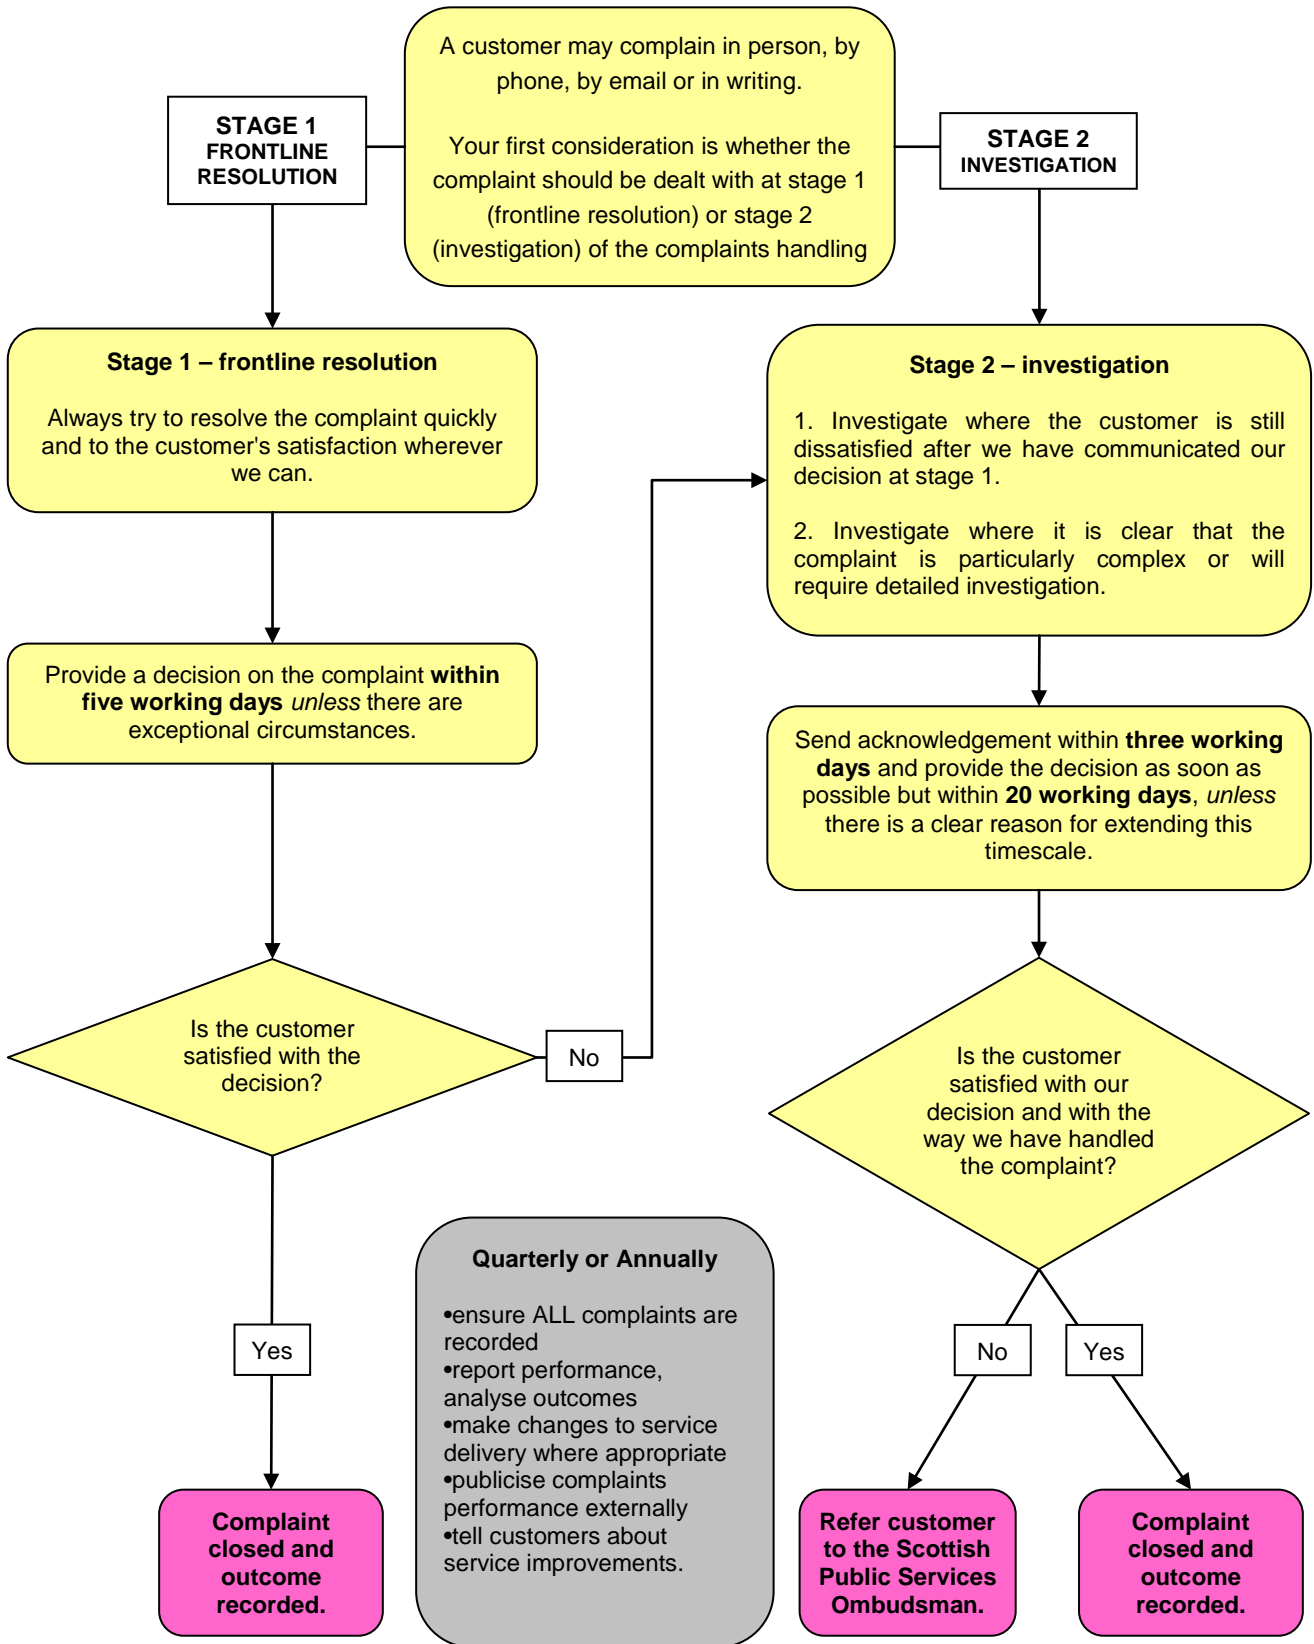 A customer may complain in person, by
phone, by email or in writing.
Your first consideration is whether the
complaint should be dealt with at stage 1
(frontline resolution) or stage 2
(investigation) of the complaints handling
STAGE 1
FRONTLINE
RESOLUTION
STAGE 2
INVESTIGATION
Stage 1 – frontline resolution
Always try to resolve the complaint quickly
and to the customer's satisfaction wherever
we can.
Stage 2 – investigation
1. Investigate where the customer is still
dissatisfied after we have communicated our
decision at stage 1.
2. Investigate where it is clear that the
complaint is particularly complex or will
require detailed investigation.
Provide a decision on the complaint within
five working days unless there are
exceptional circumstances.
Send acknowledgement within three working
days and provide the decision as soon as
possible but within 20 working days, unless
there is a clear reason for extending this
timescale.
Is the customer
satisfied with the
decision?
No
Is the customer
satisfied with our
decision and with the
way we have handled
the complaint?
Yes
Quarterly or Annually
•ensure ALL complaints are
recorded
•report performance,
analyse outcomes
•make changes to service
delivery where appropriate
•publicise complaints
performance externally
•tell customers about
service improvements.
No
Yes
Complaint
closed and
outcome
recorded.
Refer customer
to the Scottish
Public Services
Ombudsman.
Complaint
closed and
outcome
recorded.